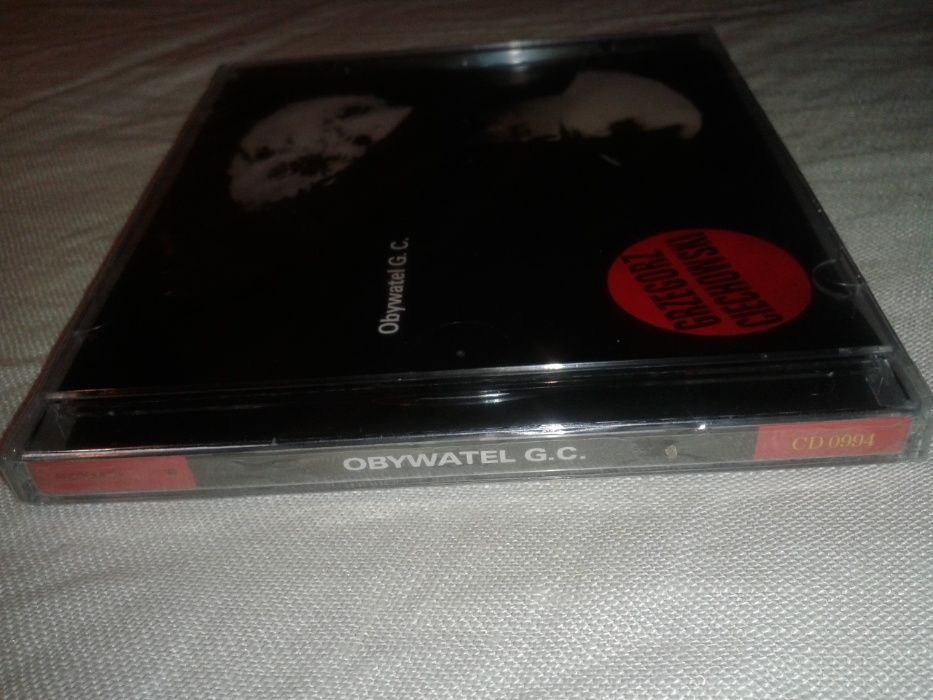 Obywatel G. C.
GRZEGORZ
CIECHOWSKI
OBYWATEL G.C.
CD 0994